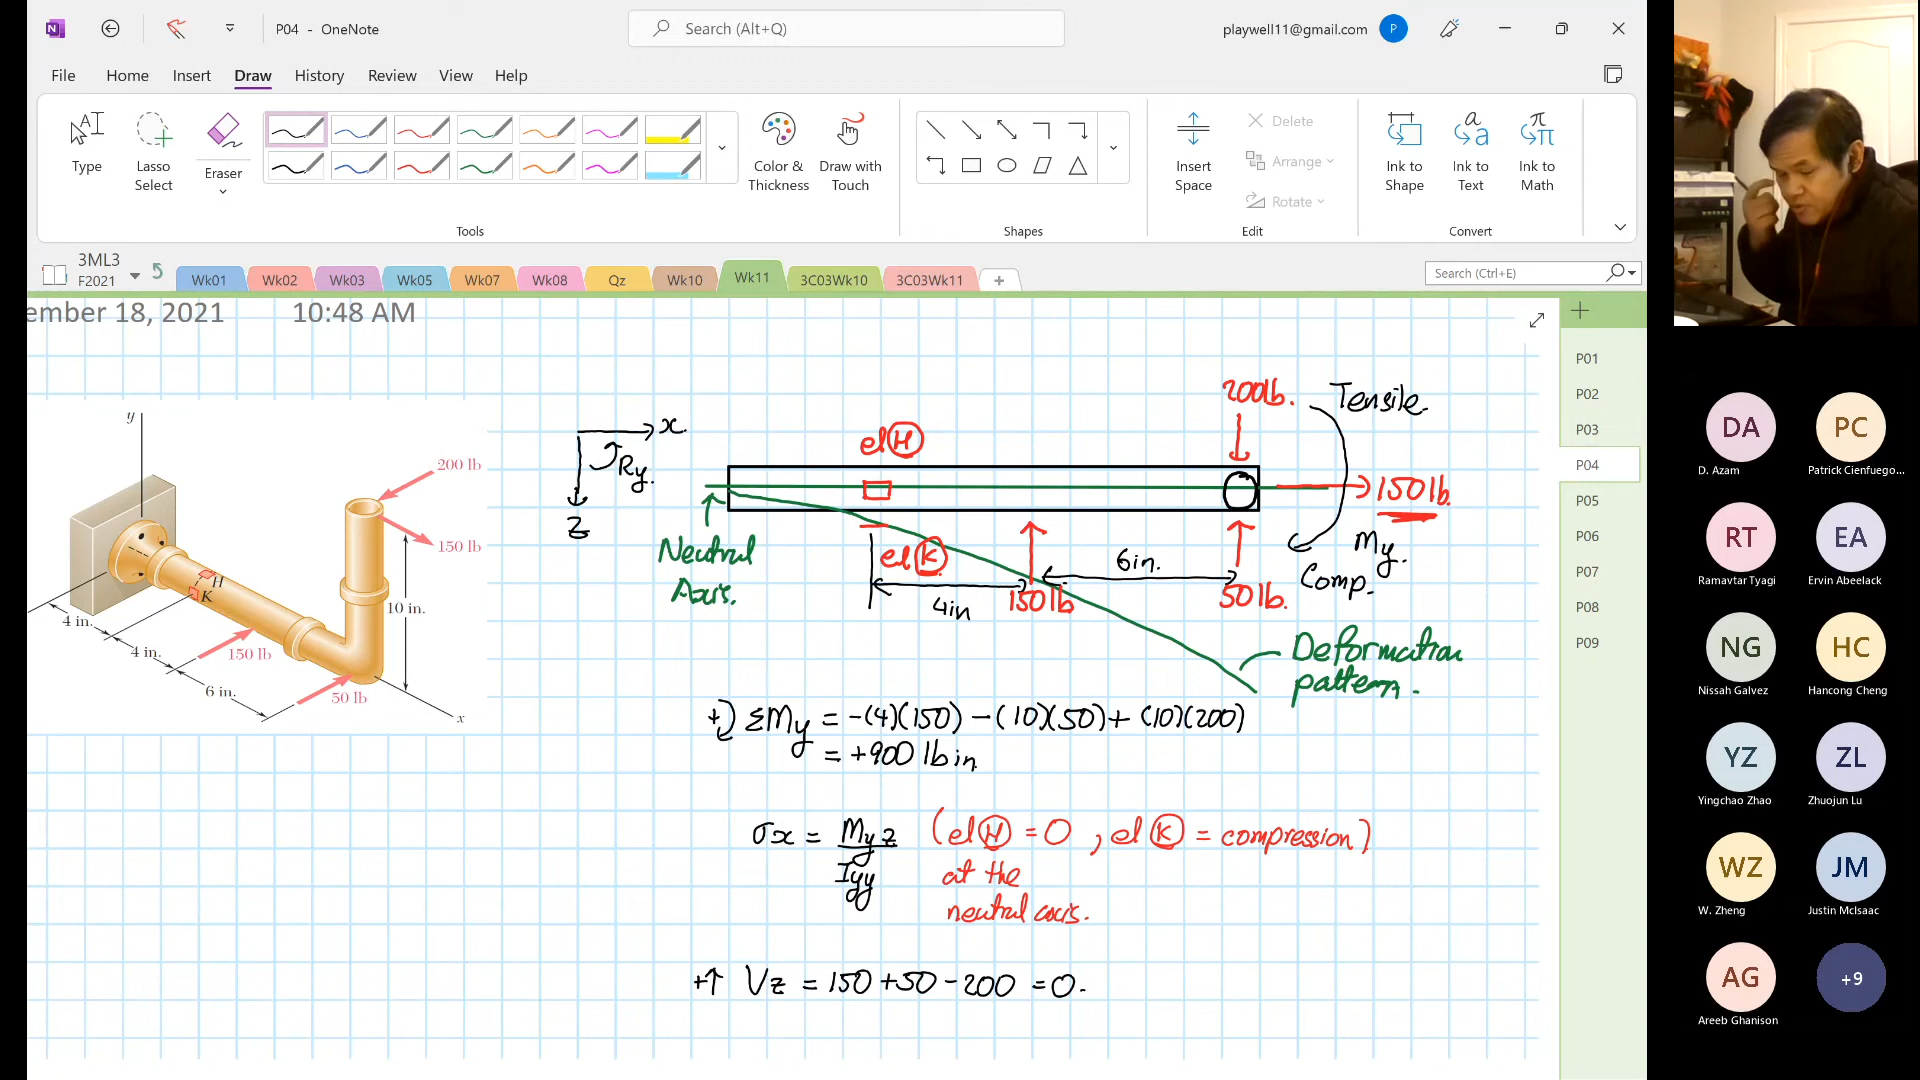 P04 - OneNote
Search (Alt+Q)
playwell11@gmail.com
P
File
Home
Insert
Draw
History
Review
View
Help
Type
Lasso Select
Eraser
Color & Thickness
Draw with Touch
Insert Space
Delete
Arrange
Rotate
Ink to Shape
Ink to Text
Ink to Math
Tools
Shapes
Edit
Convert
3ML3
F2021
Wk01
Wk02
Wk03
Wk05
Wk07
Wk08
Qz
Wk10
Wk11
3C03Wk10
3C03Wk11
Search (Ctrl+E)
ember 18, 2021
10:48 AM
P01
P02
P03
P04
P05
P06
P07
P08
P09
y
200 lb
150 lb
H
K
10 in.
4 in.
4 in.
150 lb
6 in.
50 lb
x
x
Ry.
z
el H
200lb.
Tensile.
150lb.
Neutral
Axis.
el K
4in
150lb
6in.
50lb.
My.
Comp.
Deformation
pattern.
+) ΣMy = -(4)(150) - (10)(50) + (10)(200)
= +900 lb in.
σx = My z / Iyy (el H = 0, el K = compression)
at the
neutral axis.
+↑ Vz = 150 + 50 - 200 = 0.
DA
D. Azam
PC
Patrick Cienfuego...
RT
Ramavtar Tyagi
EA
Ervin Abeelack
NG
Nissah Galvez
HC
Hancong Cheng
YZ
Yingchao Zhao
ZL
Zhuojun Lu
WZ
W. Zheng
JM
Justin McIsaac
AG
Areeb Ghanison
+9